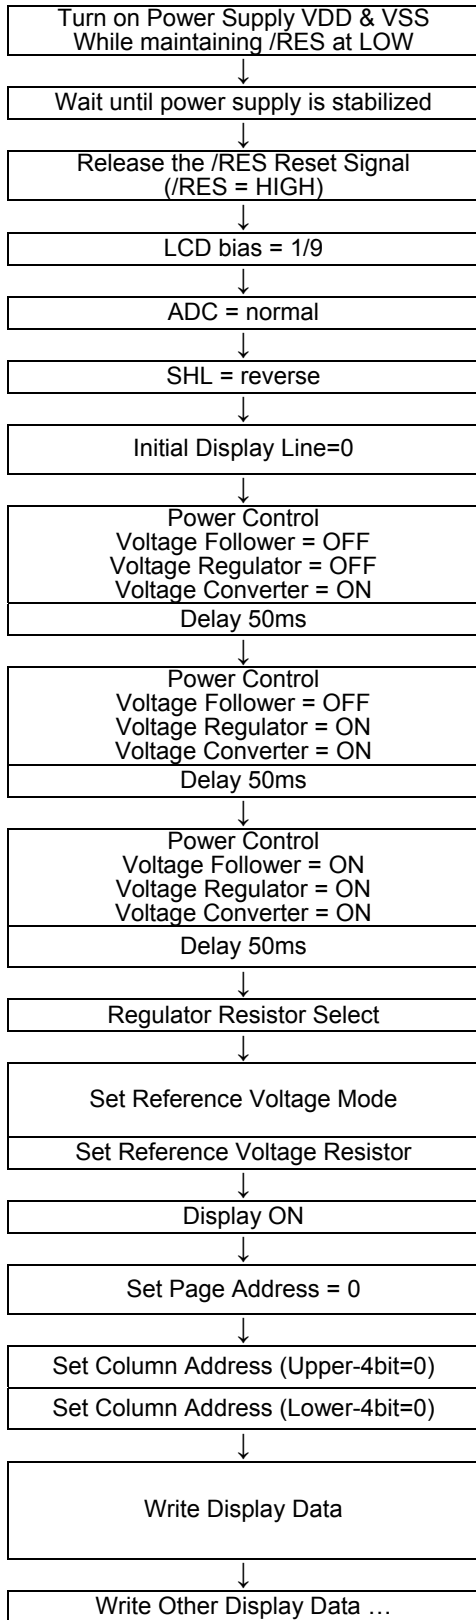 Turn on Power Supply VDD & VSS
While maintaining /RES at LOW
↓
Wait until power supply is stabilized
↓
Release the /RES Reset Signal
(/RES = HIGH)
↓
LCD bias = 1/9
↓
ADC = normal
↓
SHL = reverse
↓
Initial Display Line=0
↓
Power Control
Voltage Follower = OFF
Voltage Regulator = OFF
Voltage Converter = ON
Delay 50ms
↓
Power Control
Voltage Follower = OFF
Voltage Regulator = ON
Voltage Converter = ON
Delay 50ms
↓
Power Control
Voltage Follower = ON
Voltage Regulator = ON
Voltage Converter = ON
Delay 50ms
↓
Regulator Resistor Select
↓
Set Reference Voltage Mode
Set Reference Voltage Resistor
↓
Display ON
↓
Set Page Address = 0
↓
Set Column Address (Upper-4bit=0)
Set Column Address (Lower-4bit=0)
↓
Write Display Data
↓
Write Other Display Data …